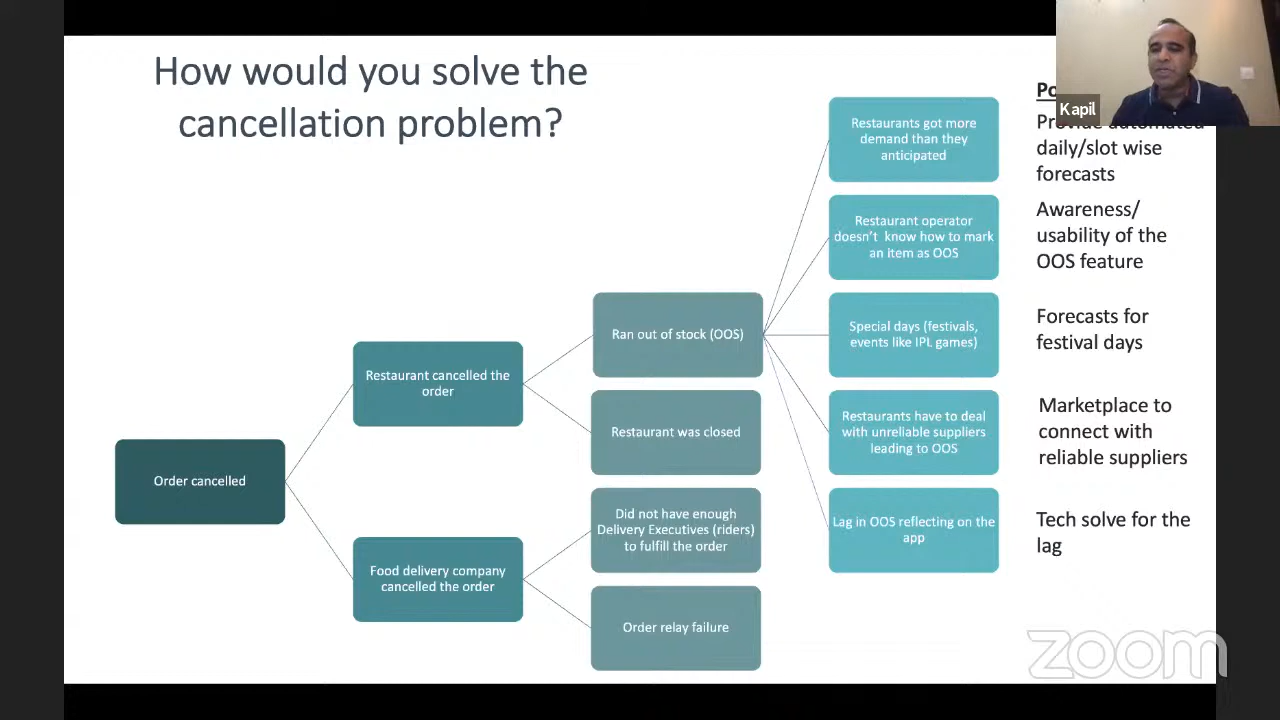 How would you solve the
cancellation problem?
Kapil
Order cancelled
Restaurant cancelled the
order
Food delivery company
cancelled the order
Ran out of stock (OOS)
Restaurant was closed
Did not have enough
Delivery Executives (riders)
to fulfill the order
Order relay failure
Restaurants got more
demand than they
anticipated
Restaurant operator
doesn't know how to mark
an item as OOS
Special days (festivals,
events like IPL games)
Restaurants have to deal
with unreliable suppliers
leading to OOS
Lag in OOS reflecting on the
app
Provide automated
daily/slot wise
forecasts
Awareness/
usability of the
OOS feature
Forecasts for
festival days
Marketplace to
connect with
reliable suppliers
Tech solve for the
lag
zoom